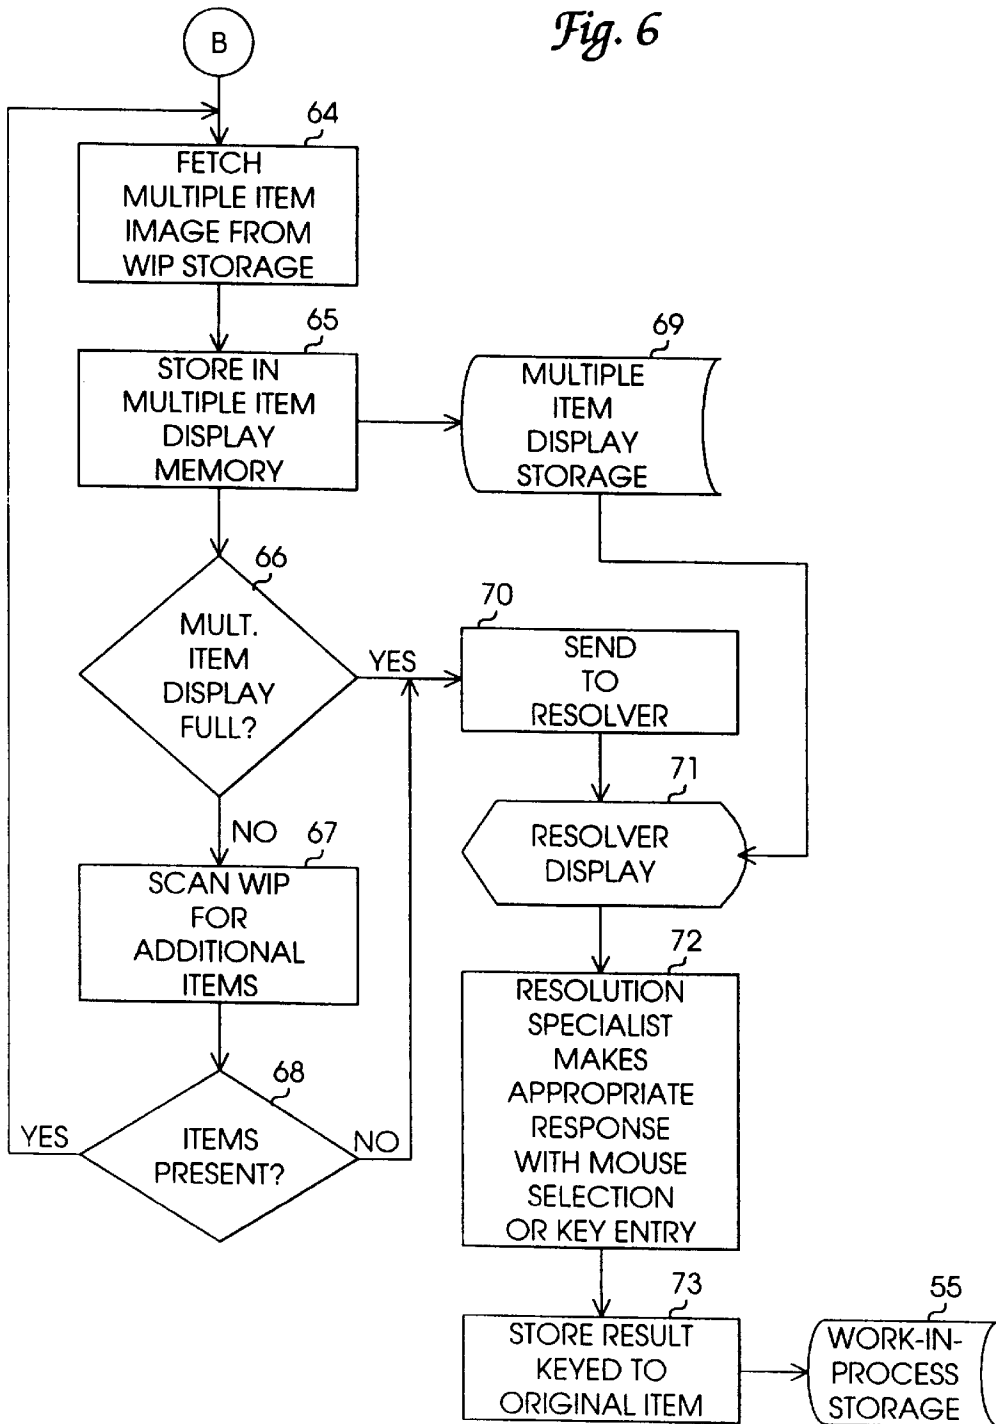 Fig. 6
B
64
FETCH
MULTIPLE ITEM
IMAGE FROM
WIP STORAGE
65
STORE IN
MULTIPLE ITEM
DISPLAY
MEMORY
69
MULTIPLE
ITEM
DISPLAY
STORAGE
66
MULT.
ITEM
DISPLAY
FULL?
YES
NO
70
SEND
TO
RESOLVER
71
RESOLVER
DISPLAY
67
SCAN WIP
FOR
ADDITIONAL
ITEMS
68
ITEMS
PRESENT?
YES
NO
72
RESOLUTION
SPECIALIST
MAKES
APPROPRIATE
RESPONSE
WITH MOUSE
SELECTION
OR KEY ENTRY
73
STORE RESULT
KEYED TO
ORIGINAL ITEM
55
WORK-IN-
PROCESS
STORAGE